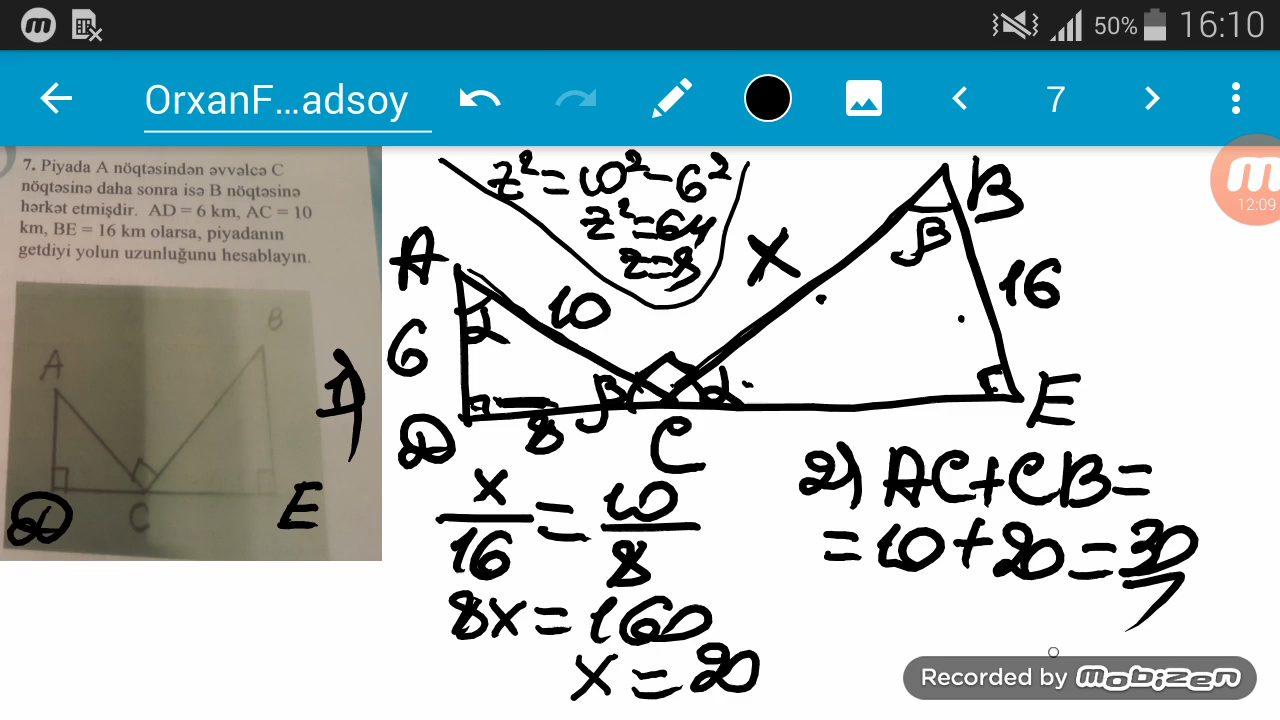 50% 16:10
OrxanF...adsoy 7
12:09
7. Piyada A nöqtəsindən əvvəlcə C
nöqtəsinə daha sonra isə B nöqtəsinə
hərkət etmişdir. AD = 6 km, AC = 10
km, BE = 16 km olarsa, piyadanın
getdiyi yolun uzunluğunu hesablayın.
A
B
C
D
E
1)
z² = 10² - 6²
z² = 64
z = 8
A
B
X
β
10
16
6
α
β
α
D
8
C
E
x/16 = 10/8
8x = 160
x = 20
2) AC + CB =
= 10 + 20 = 30
Recorded by mobizen